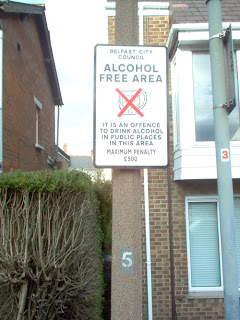 BELFAST CITY
COUNCIL
ALCOHOL
FREE AREA
IT IS AN OFFENCE
TO DRINK ALCOHOL
IN PUBLIC PLACES
IN THIS AREA
MAXIMUM PENALTY
£500
3
5